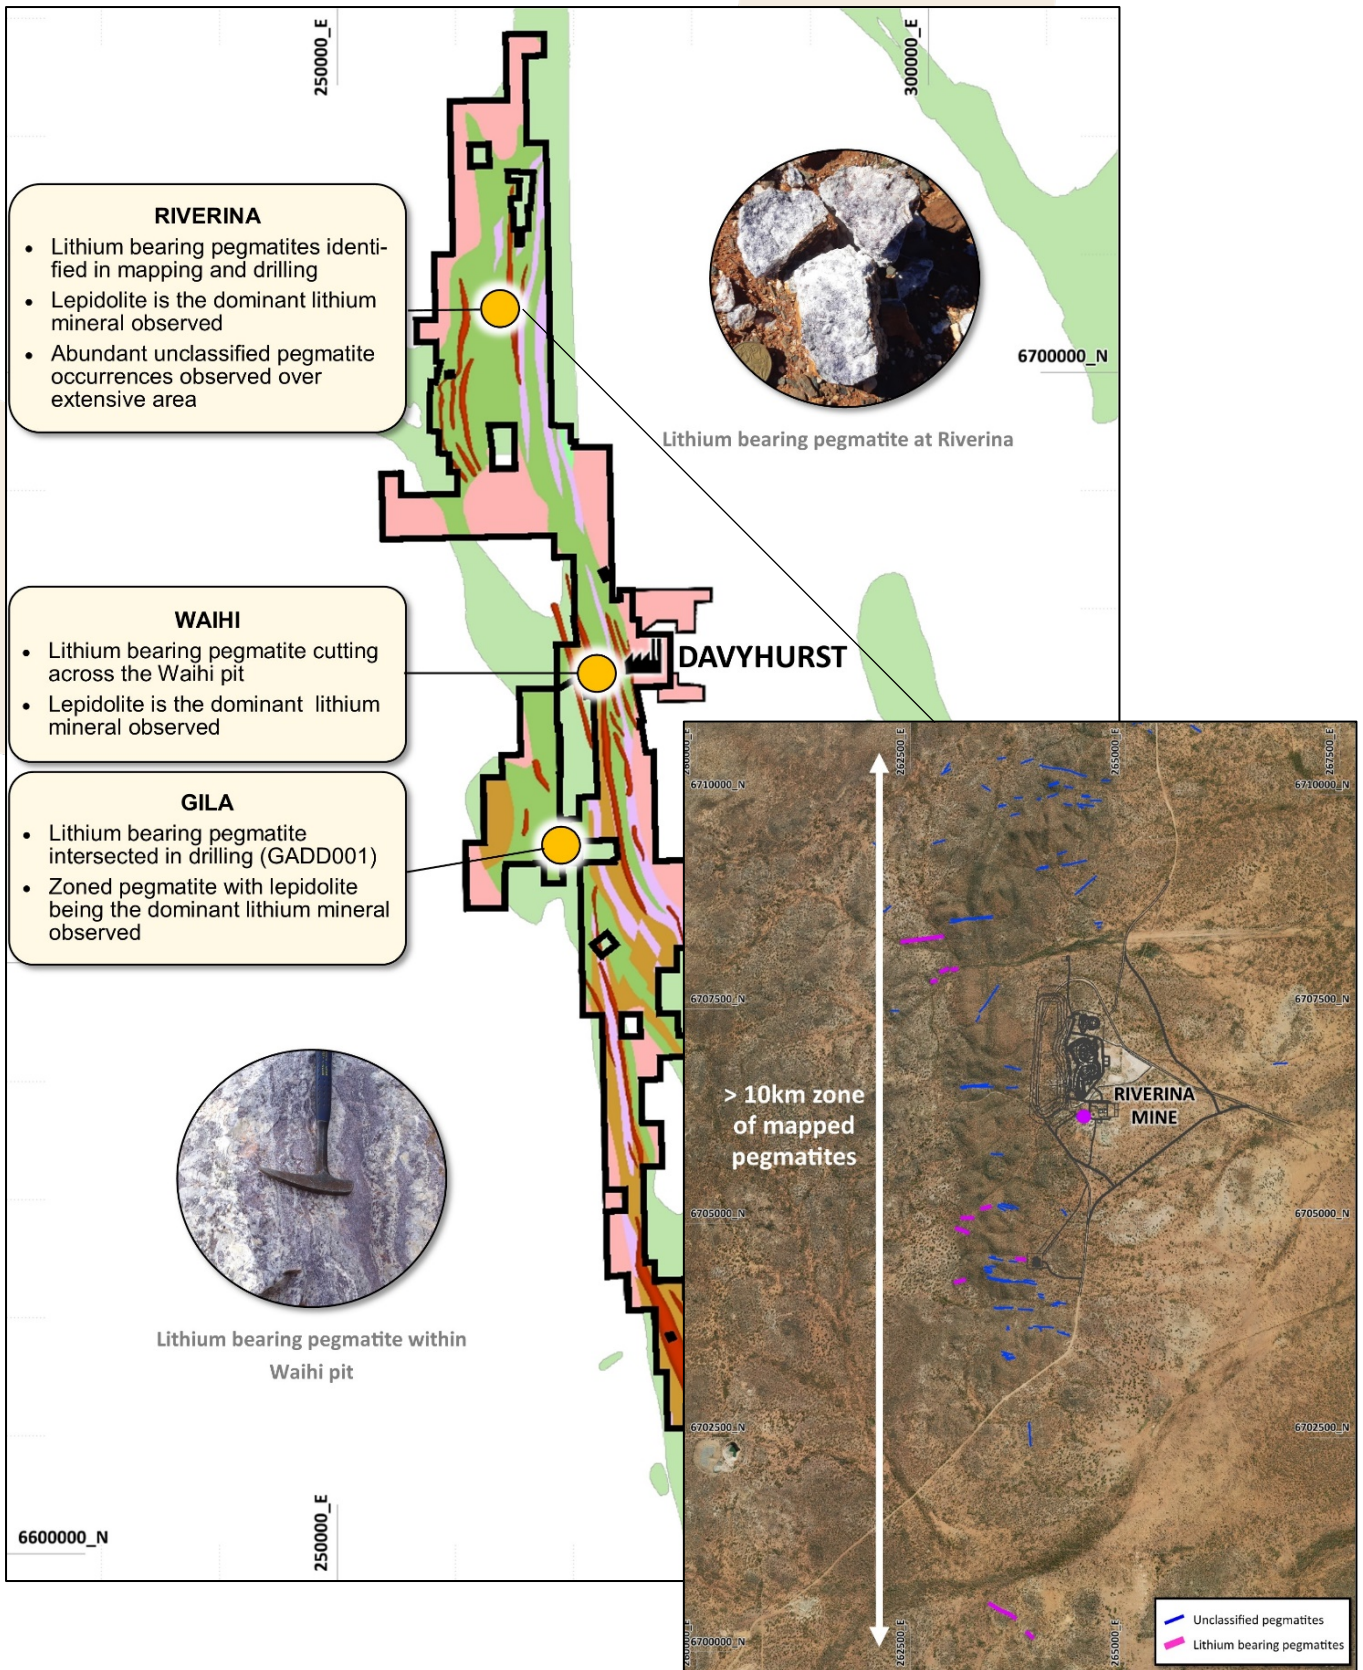 250000_E
300000_E
RIVERINA
• Lithium bearing pegmatites identi-
fied in mapping and drilling
• Lepidolite is the dominant lithium
mineral observed
• Abundant unclassified pegmatite
occurrences observed over
extensive area
6700000_N
Lithium bearing pegmatite at Riverina
WAIHI
• Lithium bearing pegmatite cutting
across the Waihi pit
• Lepidolite is the dominant lithium
mineral observed
DAVYHURST
GILA
• Lithium bearing pegmatite
intersected in drilling (GADD001)
• Zoned pegmatite with lepidolite
being the dominant lithium mineral
observed
Lithium bearing pegmatite within
Waihi pit
6600000_N
250000_E
260000_E
262500_E
265000_E
267500_E
6710000_N
6710000_N
6707500_N
6707500_N
> 10km zone
of mapped
pegmatites
RIVERINA
MINE
6705000_N
6705000_N
6702500_N
6702500_N
6700000_N
260000_E
262500_E
265000_E
Unclassified pegmatites
Lithium bearing pegmatites